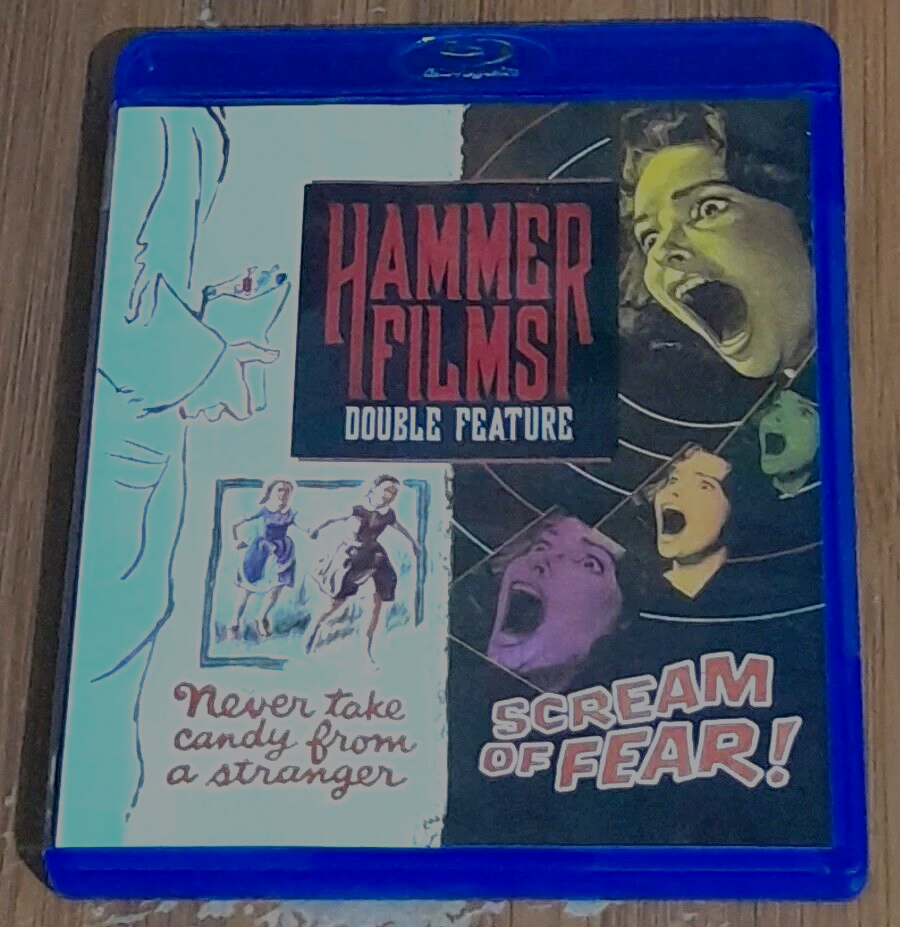 HAMMER
FILMS
DOUBLE FEATURE
Never take
candy from
a stranger
SCREAM
OF FEAR!